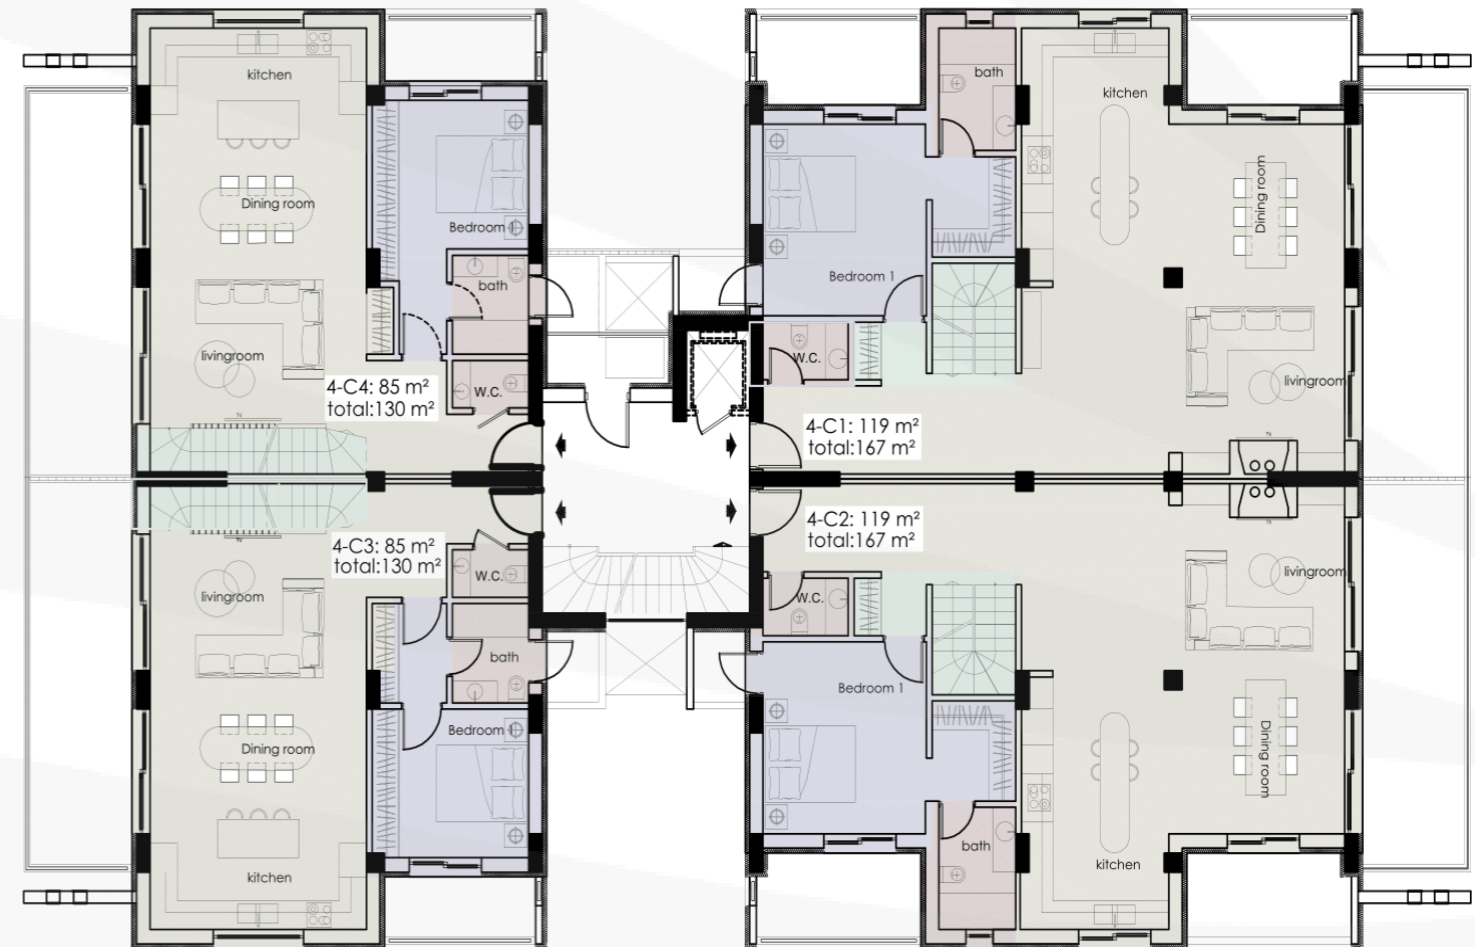 kitchen
Dining room
livingroom
Bedroom 1
bath
W.C.
4-C4: 85 m²
total:130 m²
bath
kitchen
Dining room
Bedroom 1
W.C.
livingroom
4-C1: 119 m²
total:167 m²
4-C3: 85 m²
total:130 m²
W.C.
livingroom
bath
Bedroom 1
Dining room
kitchen
4-C2: 119 m²
total:167 m²
livingroom
W.C.
Bedroom 1
Dining room
bath
kitchen